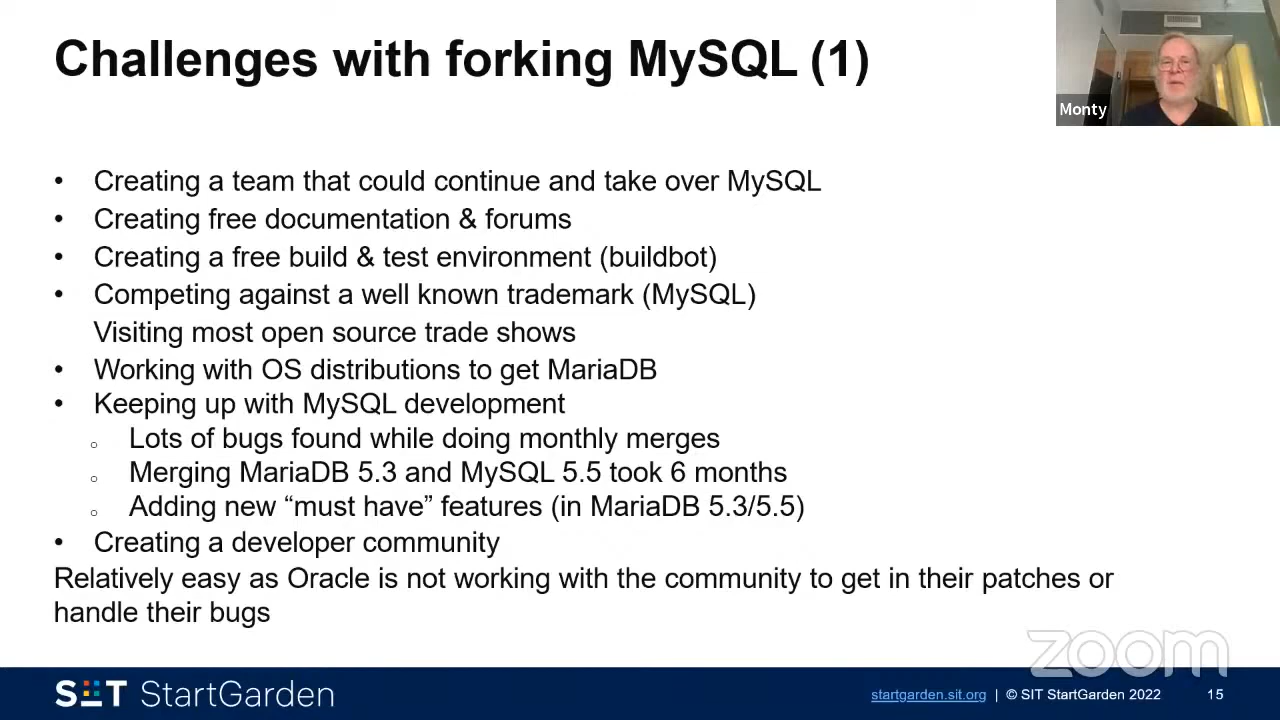 Challenges with forking MySQL (1)
Monty
• Creating a team that could continue and take over MySQL
• Creating free documentation & forums
• Creating a free build & test environment (buildbot)
• Competing against a well known trademark (MySQL)
Visiting most open source trade shows
• Working with OS distributions to get MariaDB
• Keeping up with MySQL development
○ Lots of bugs found while doing monthly merges
○ Merging MariaDB 5.3 and MySQL 5.5 took 6 months
○ Adding new “must have” features (in MariaDB 5.3/5.5)
• Creating a developer community
Relatively easy as Oracle is not working with the community to get in their patches or
handle their bugs
zoom
SIT StartGarden
startgarden.sit.org | © SIT StartGarden 2022 15